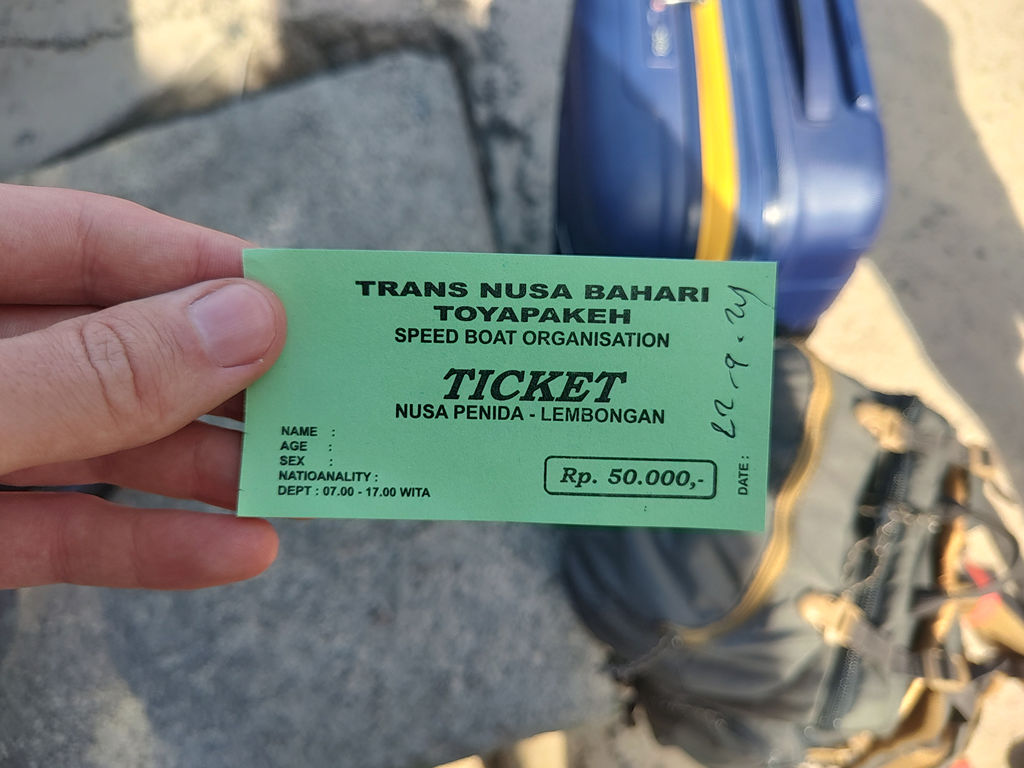 TRANS NUSA BAHARI
TOYAPAKEH
SPEED BOAT ORGANISATION
TICKET
NUSA PENIDA - LEMBONGAN
NAME :
AGE :
SEX :
NATIOANALITY :
DEPT : 07.00 - 17.00 WITA
Rp. 50.000,-
DATE : 22-9-24